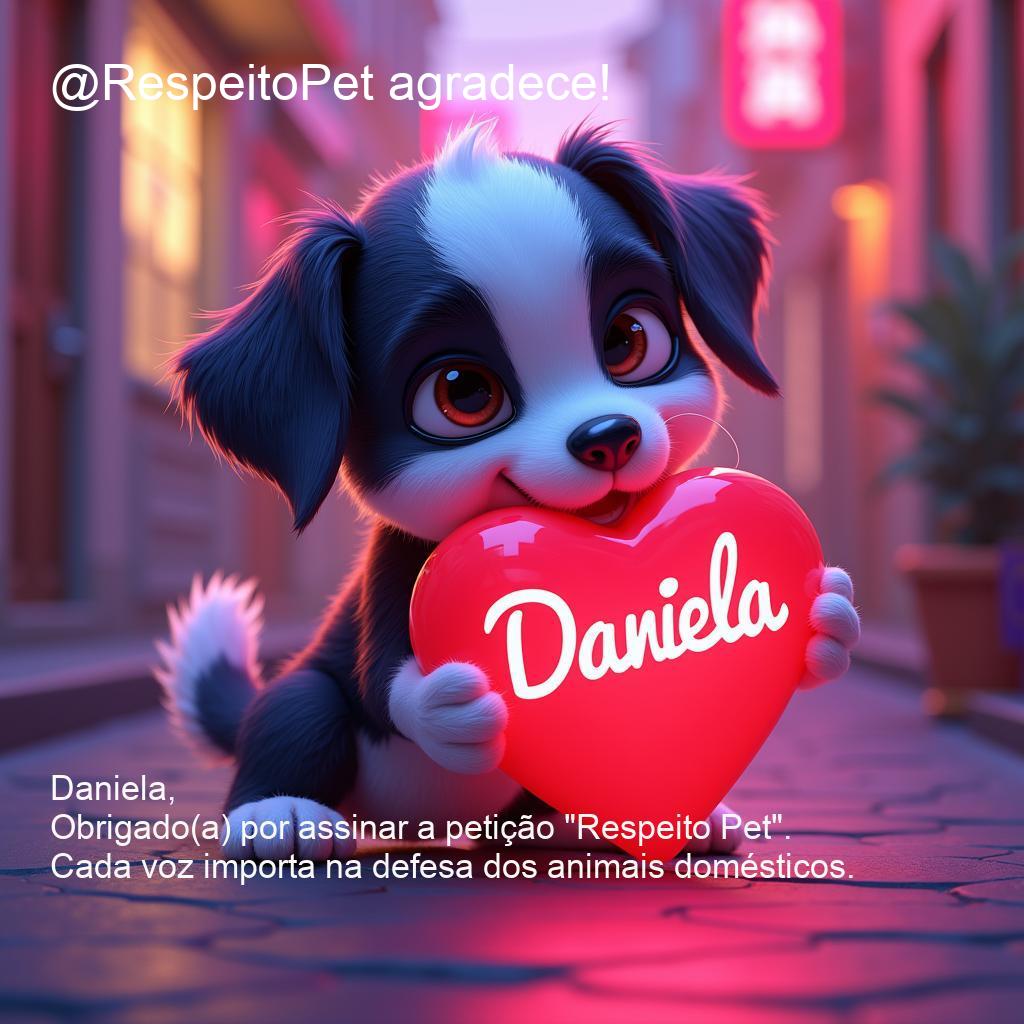 @RespeitoPet agradece!
Daniela
Daniela,
Obrigado(a) por assinar a petição "Respeito Pet".
Cada voz importa na defesa dos animais domésticos.